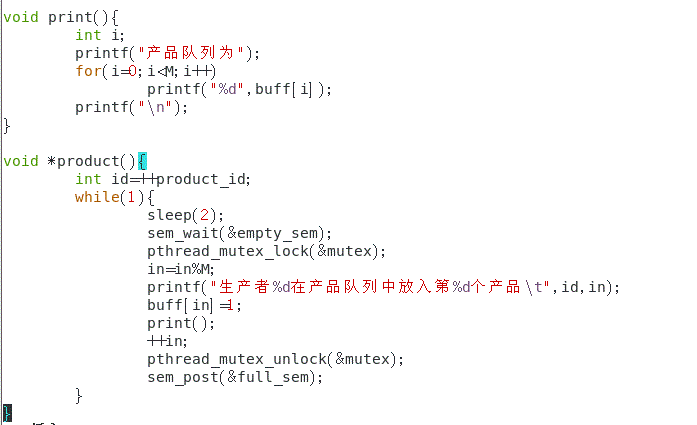 void print(){
        int i;
        printf("产品队列为");
        for(i=0;i<M;i++)
                printf("%d",buff[i]);
        printf("\n");
}

void *product(){
        int id=++product_id;
        while(1){
                sleep(2);
                sem_wait(&empty_sem);
                pthread_mutex_lock(&mutex);
                in=in%M;
                printf("生产者%d在产品队列中放入第%d个产品\t",id,in);
                buff[in]=1;
                print();
                ++in;
                pthread_mutex_unlock(&mutex);
                sem_post(&full_sem);
        }
}